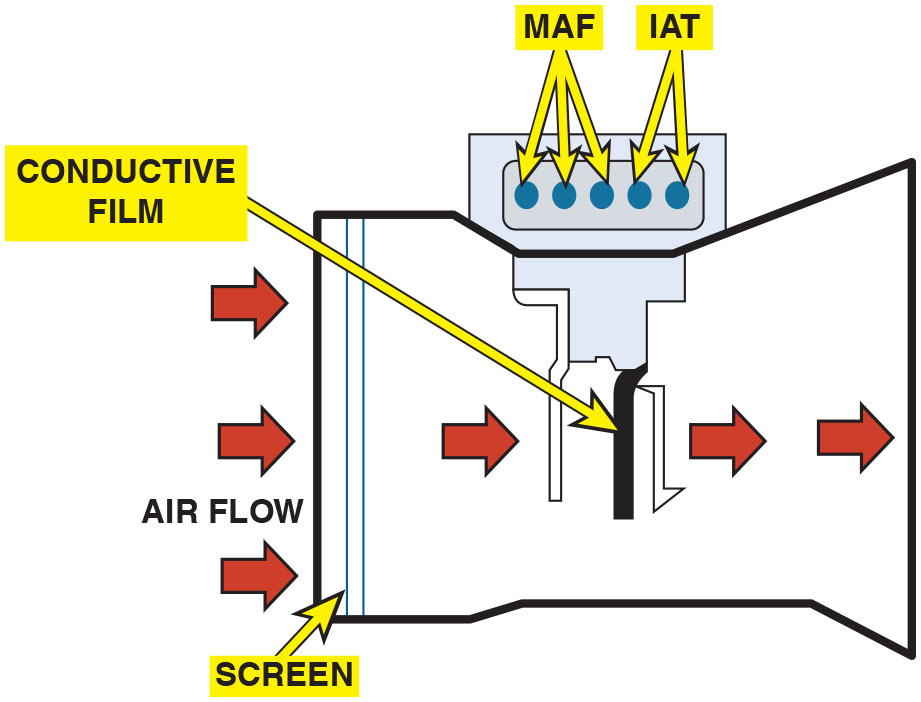 MAF
IAT
CONDUCTIVE
FILM
AIR FLOW
SCREEN